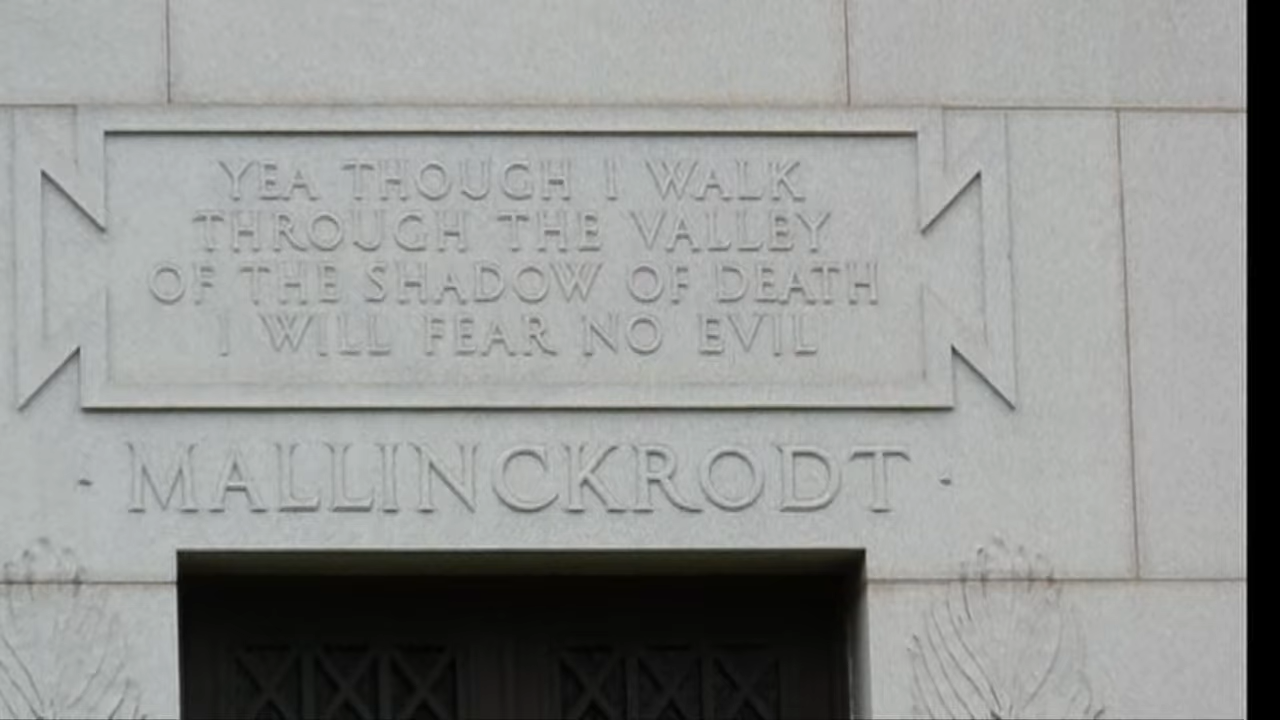 YEA THOUGH I WALK
THROUGH THE VALLEY
OF THE SHADOW OF DEATH
I WILL FEAR NO EVIL
· MALLINCKRODT ·